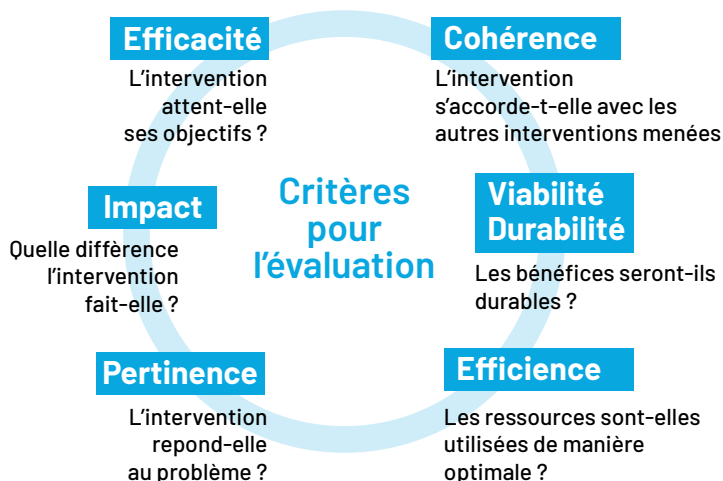 Efficacité
L'intervention
attent-elle
ses objectifs ?
Cohérence
L'intervention
s'accorde-t-elle avec les
autres interventions menées
Critères
pour
l'évaluation
Impact
Quelle diffèrence
l'intervention
fait-elle ?
Viabilité
Durabilité
Les bénéfices seront-ils
durables ?
Pertinence
L'intervention
repond-elle
au problème ?
Efficience
Les ressources sont-elles
utilisées de manière
optimale ?